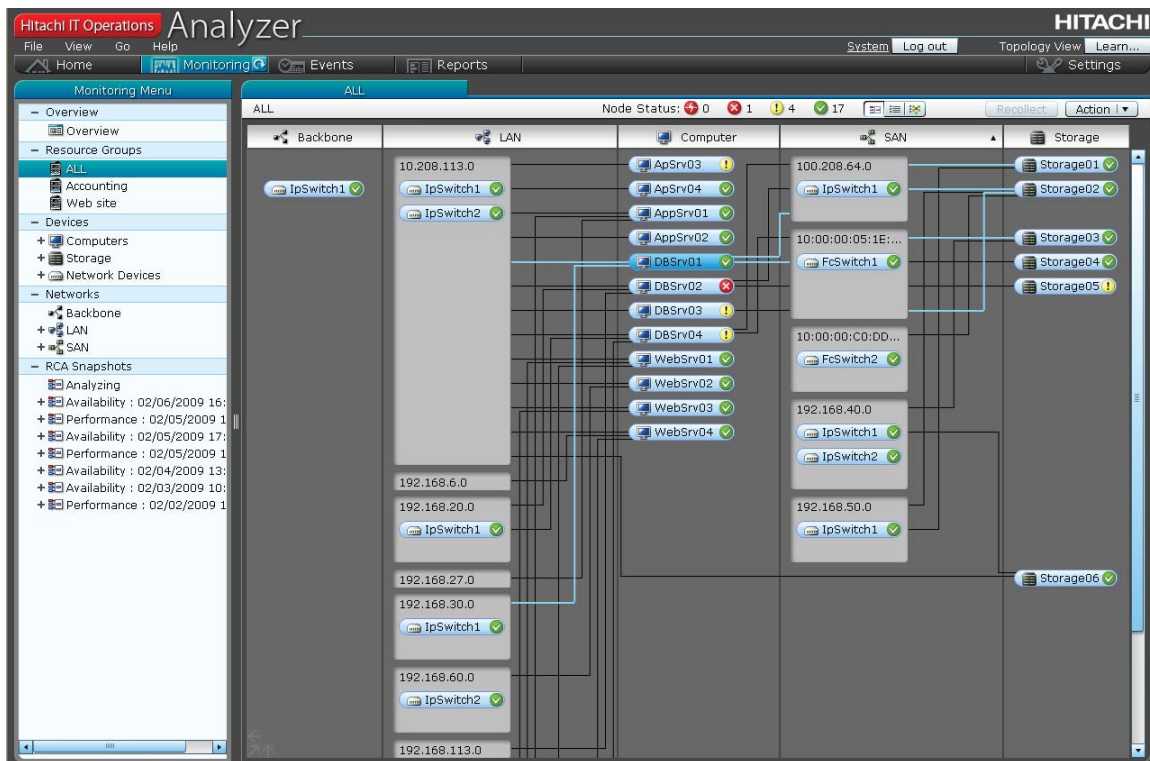 Hitachi IT Operations Analyzer
HITACHI
File View Go Help
System Log out Topology View Learn...
Home Monitoring Events Reports Settings
Monitoring Menu
− Overview
Overview
− Resource Groups
ALL
Accounting
Web site
− Devices
+ Computers
+ Storage
+ Network Devices
− Networks
Backbone
+ LAN
+ SAN
− RCA Snapshots
Analyzing
+ Availability : 02/06/2009 16:
+ Performance : 02/05/2009 1
+ Availability : 02/05/2009 17:
+ Performance : 02/05/2009 1
+ Availability : 02/04/2009 13:
+ Availability : 02/03/2009 10:
+ Performance : 02/02/2009 1
ALL
ALL
Node Status: 0 1 4 17 Recollect Action
Backbone LAN Computer SAN Storage
IpSwitch1
10.208.113.0
IpSwitch1
IpSwitch2
192.168.6.0
192.168.20.0
IpSwitch1
192.168.27.0
192.168.30.0
IpSwitch1
192.168.60.0
IpSwitch2
192.168.113.0
ApSrv03
ApSrv04
AppSrv01
AppSrv02
DBSrv01
DBSrv02
DBSrv03
DBSrv04
WebSrv01
WebSrv02
WebSrv03
WebSrv04
100.208.64.0
IpSwitch1
10:00:00:05:1E:...
FcSwitch1
10:00:00:C0:DD...
FcSwitch2
192.168.40.0
IpSwitch1
IpSwitch2
192.168.50.0
IpSwitch1
Storage01
Storage02
Storage03
Storage04
Storage05
Storage06